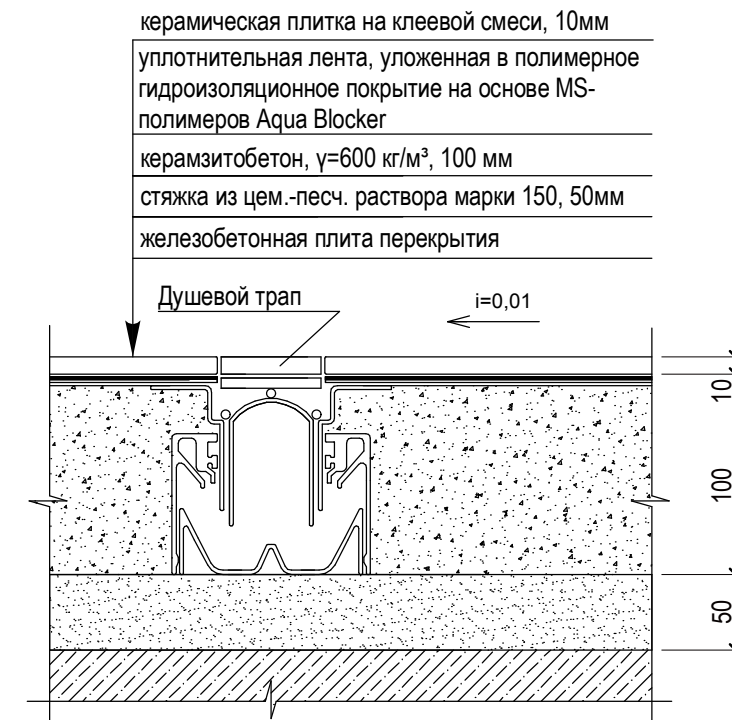 керамическая плитка на клеевой смеси, 10мм
уплотнительная лента, уложенная в полимерное
гидроизоляционное покрытие на основе MS-
полимеров Aqua Blocker
керамзитобетон, γ=600 кг/м³, 100 мм
стяжка из цем.-песч. раствора марки 150, 50мм
железобетонная плита перекрытия
Душевой трап
i=0,01
10
100
50